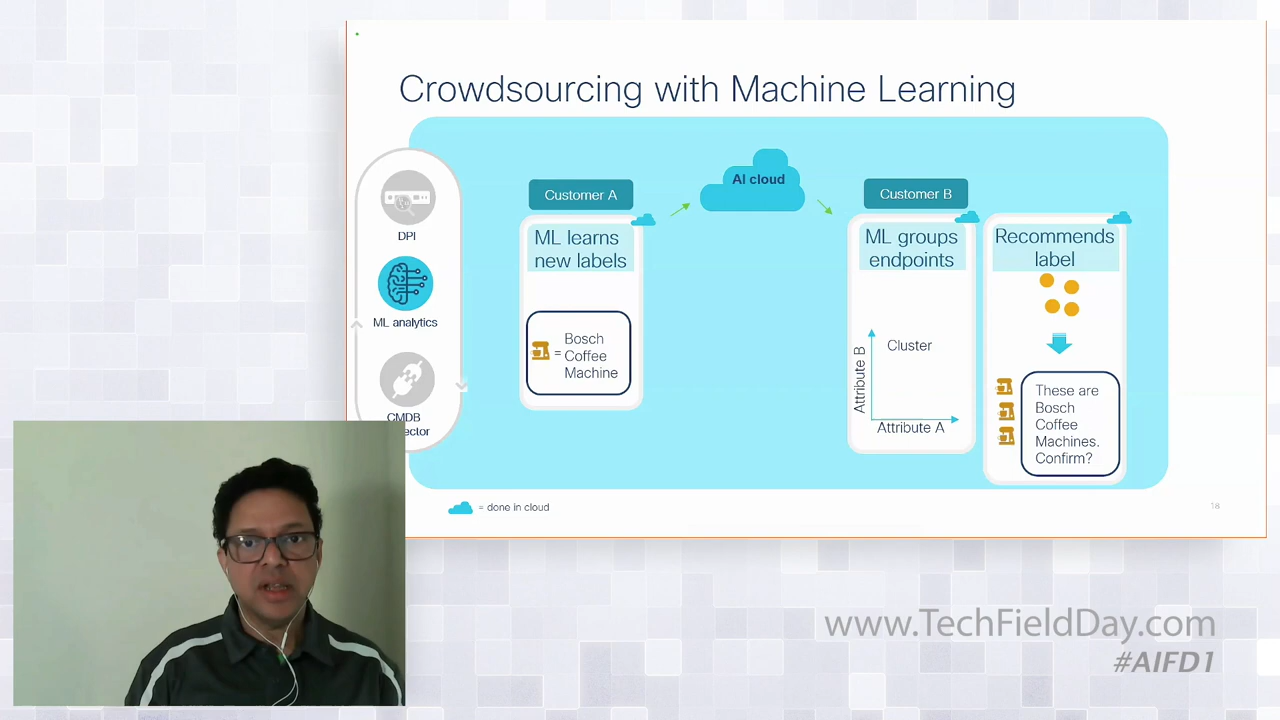 Crowdsourcing with Machine Learning
DPI
ML analytics
CMDB
ector
Customer A
ML learns
new labels
=
Bosch
Coffee
Machine
AI cloud
Customer B
ML groups
endpoints
Attribute B
Cluster
Attribute A
Recommends
label
These are
Bosch
Coffee
Machines.
Confirm?
= done in cloud
18
www.TechFieldDay.com
#AIFD1